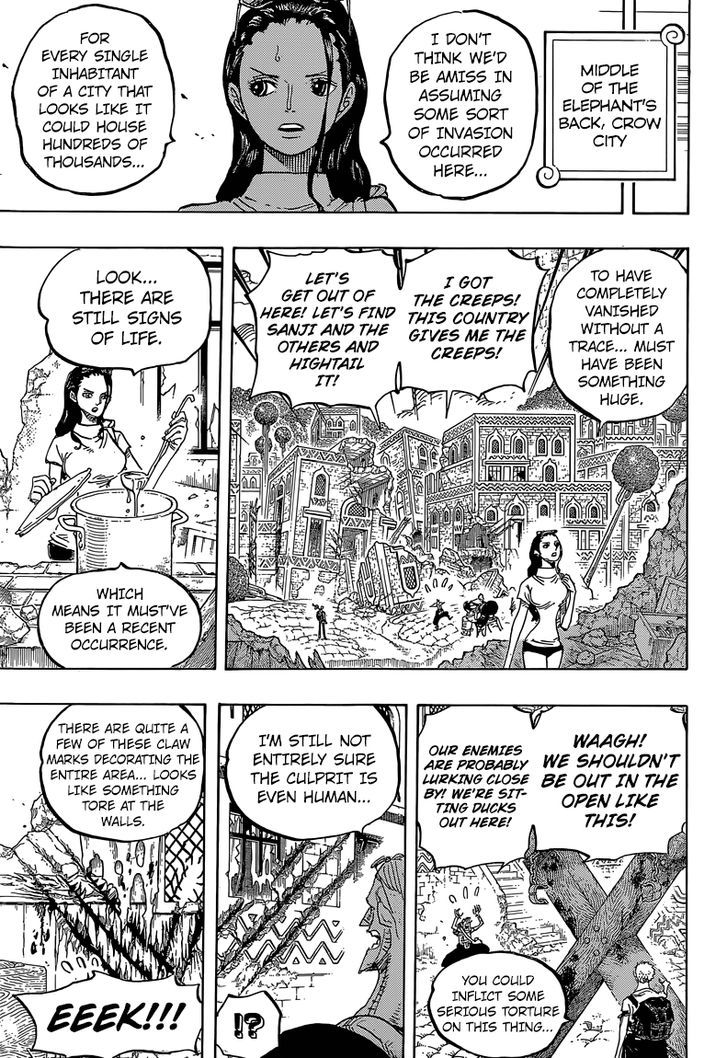 MIDDLE
OF THE
ELEPHANT'S
BACK, CROW
CITY
I DON'T
THINK WE'D
BE AMISS IN
ASSUMING
SOME SORT
OF INVASION
OCCURRED
HERE...
FOR
EVERY SINGLE
INHABITANT
OF A CITY THAT
LOOKS LIKE IT
COULD HOUSE
HUNDREDS OF
THOUSANDS...
TO HAVE
COMPLETELY
VANISHED
WITHOUT A
TRACE... MUST
HAVE BEEN
SOMETHING
HUGE.
I GOT
THE CREEPS!
THIS COUNTRY
GIVES ME THE
CREEPS!
LET'S
GET OUT OF
HERE! LET'S FIND
SANJI AND THE
OTHERS AND
HIGHTAIL
IT!
LOOK...
THERE ARE
STILL SIGNS
OF LIFE.
WHICH
MEANS IT MUST'VE
BEEN A RECENT
OCCURRENCE.
WAAGH!
WE SHOULDN'T
BE OUT IN THE
OPEN LIKE
THIS!
OUR ENEMIES
ARE PROBABLY
LURKING CLOSE
BY! WE'RE SIT-
TING DUCKS
OUT HERE!
YOU COULD
INFLICT SOME
SERIOUS TORTURE
ON THIS THING...
I'M STILL NOT
ENTIRELY SURE
THE CULPRIT IS
EVEN HUMAN...
!?
THERE ARE QUITE A
FEW OF THESE CLAW
MARKS DECORATING THE
ENTIRE AREA... LOOKS
LIKE SOMETHING
TORE AT THE
WALLS.
EEEK!!!